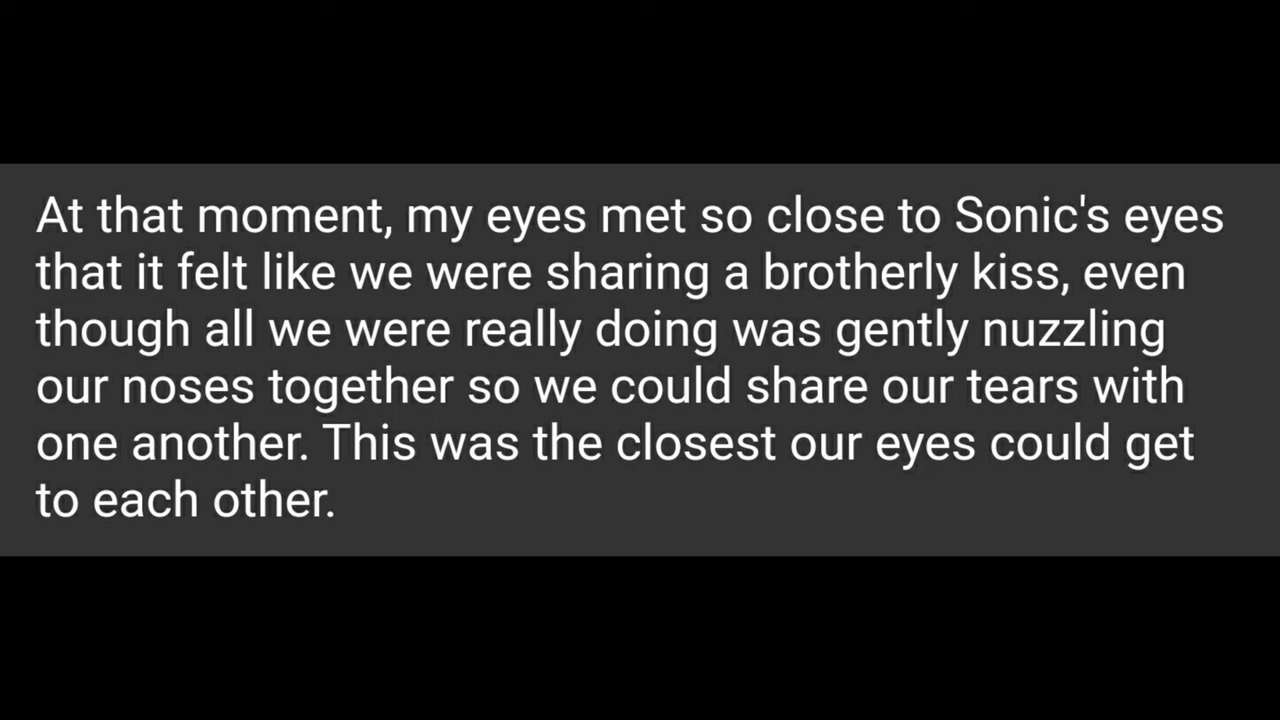 At that moment, my eyes met so close to Sonic's eyes
that it felt like we were sharing a brotherly kiss, even
though all we were really doing was gently nuzzling
our noses together so we could share our tears with
one another. This was the closest our eyes could get
to each other.